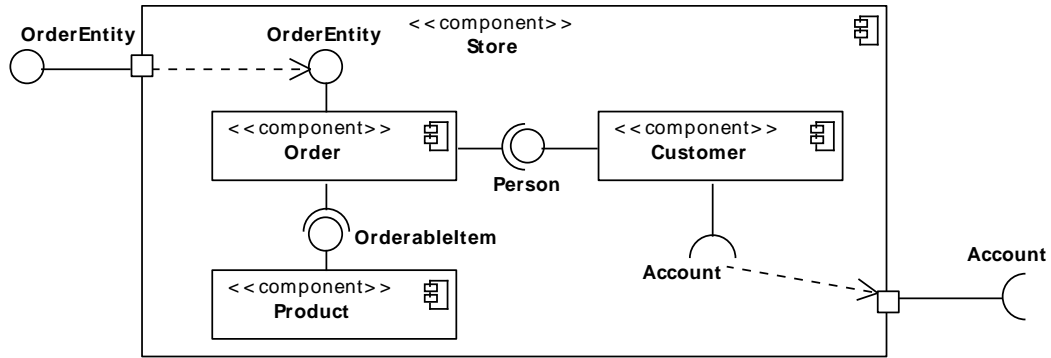 <<component>>
Store
OrderEntity
OrderEntity
<<component>>
Order
Person
<<component>>
Customer
OrderableItem
Account
Account
<<component>>
Product